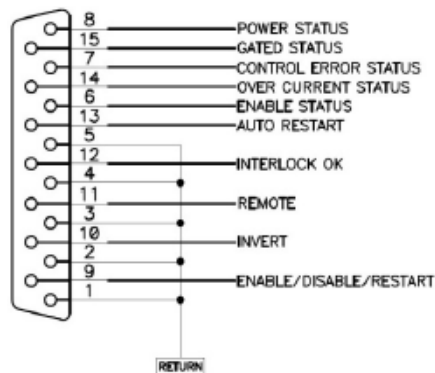 8 POWER STATUS
15 GATED STATUS
7 CONTROL ERROR STATUS
14 OVER CURRENT STATUS
6 ENABLE STATUS
13 AUTO RESTART
5
12 INTERLOCK OK
4
11 REMOTE
3
10 INVERT
2
9 ENABLE/DISABLE/RESTART
1
RETURN